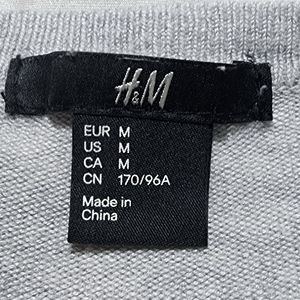 H&M
EUR M
US M
CA M
CN 170/96A
Made in
China